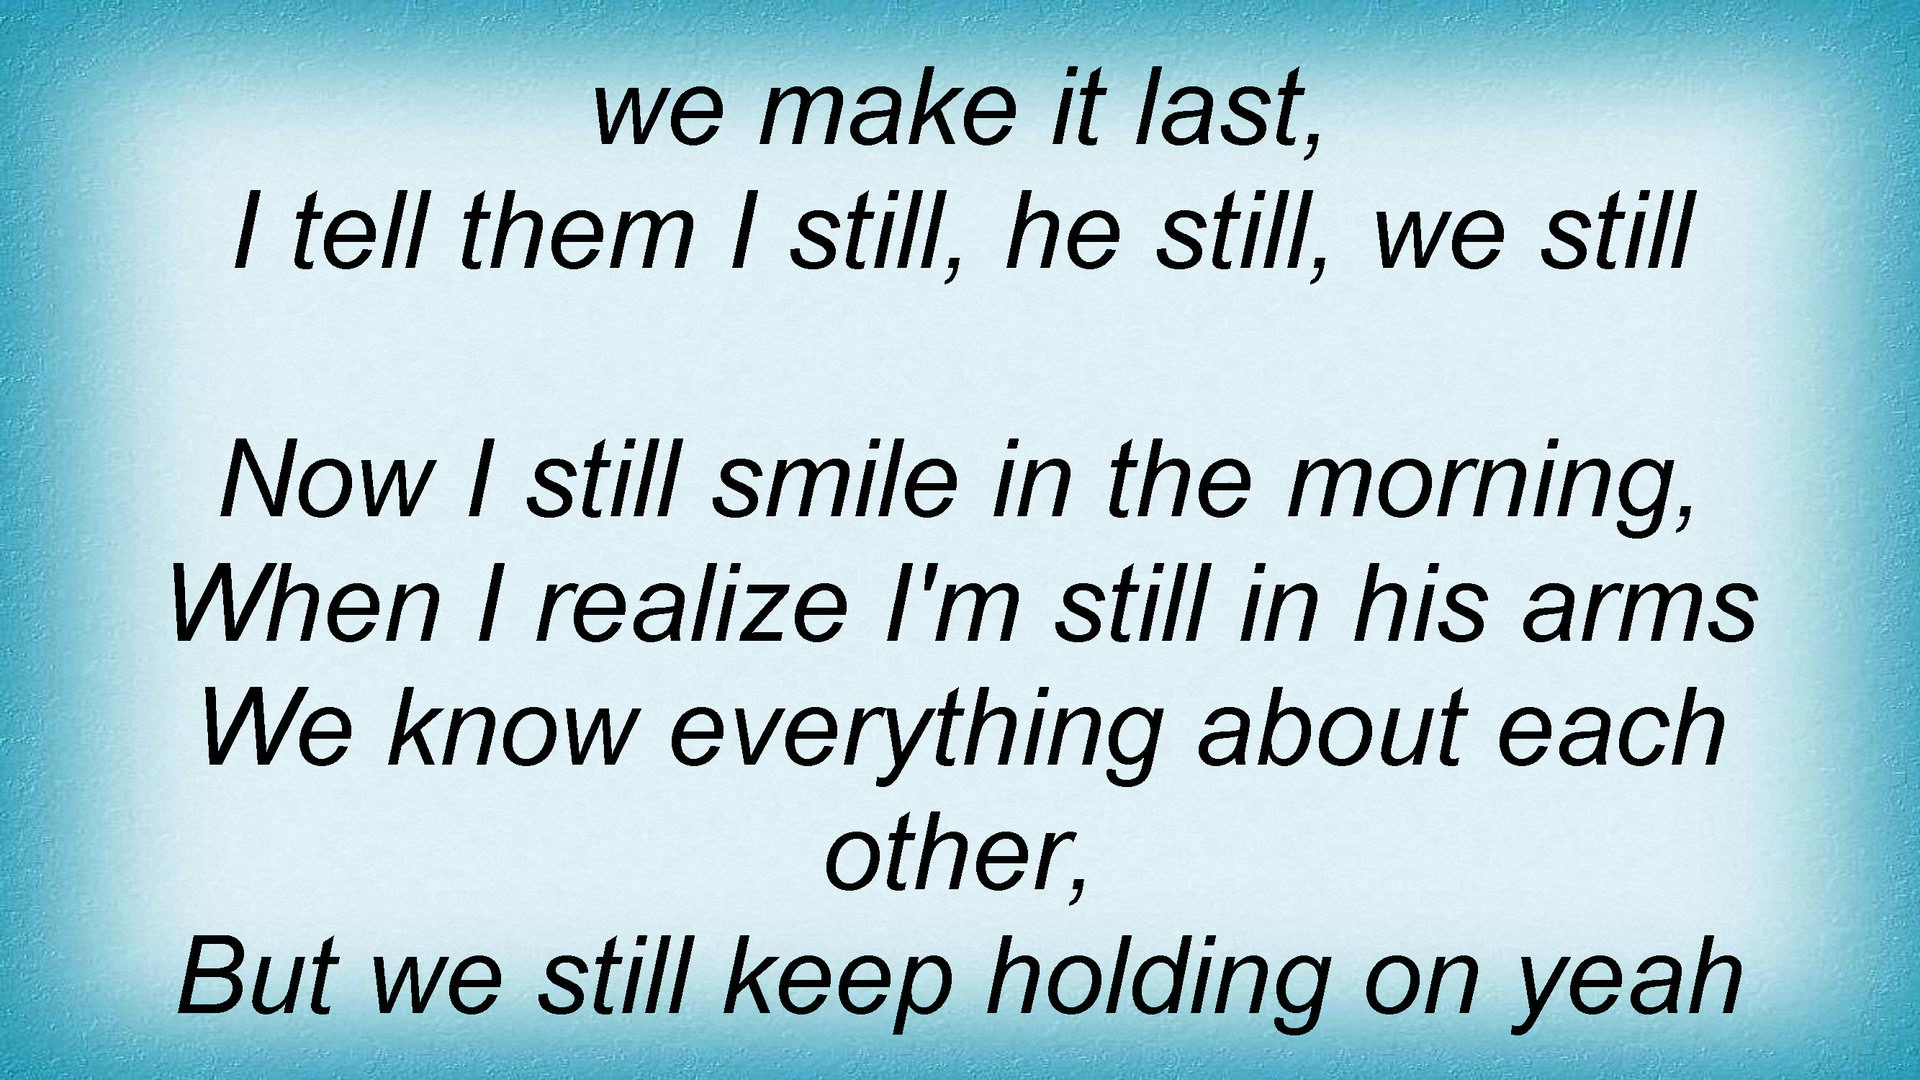 we make it last,
I tell them I still, he still, we still
Now I still smile in the morning,
When I realize I'm still in his arms
We know everything about each
other,
But we still keep holding on yeah